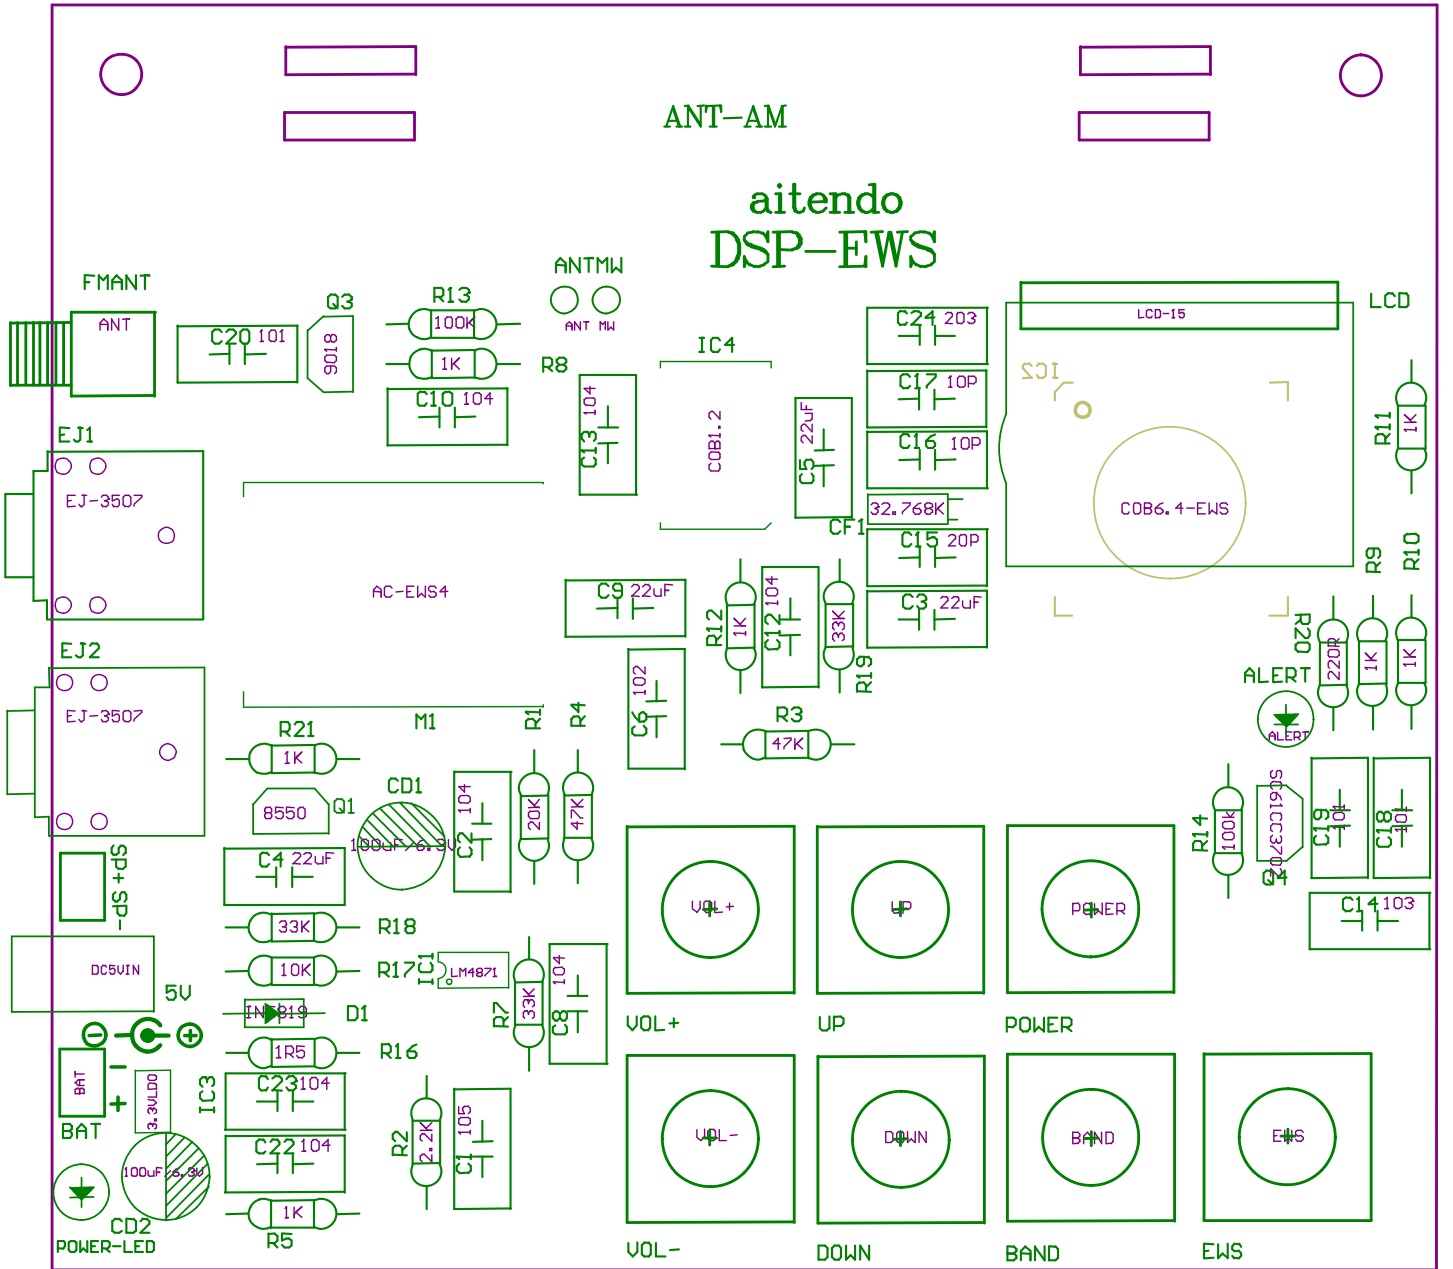 ANT-AM
aitendo
DSP-EWS
FMANT
ANT
C20 101
Q3
9018
R13
100K
1K
R8
C10 104
ANTMW
ANT MW
C13 104
IC4
COB1.2
C5 22uF
C24 203
C17 10P
C16 10P
32.768K
CF1
C15 20P
C3 22uF
LCD
LCD-15
IC2
COB6.4-EWS
R11
1K
R9
R10
EJ1
EJ-3507
EJ2
EJ-3507
AC-EWS4
M1
C9 22uF
R12
1K
C12 104
33K
R19
C6 102
R3
47K
R20
220R
1K
1K
ALERT
ALERT
R21
1K
8550
Q1
CD1
100uF/6.3V
C2 104
R1
20K
R4
47K
C4 22uF
SP+ SP-
33K
R18
10K
R17
DC5VIN
5V
D1
1R5
R16
IC1
LM4871
R7
33K
C8 104
R14
100k
Q4
C19 101
C18 101
C14 103
VOL+
VOL+
UP
UP
POWER
POWER
BAT
BAT
- +
3.3VLDO
IC3
C23 104
C22 104
100uF/6.3V
CD2
POWER-LED
1K
R5
R2
2.2K
C1 105
VOL-
VOL-
DOWN
DOWN
BAND
BAND
EWS
EWS